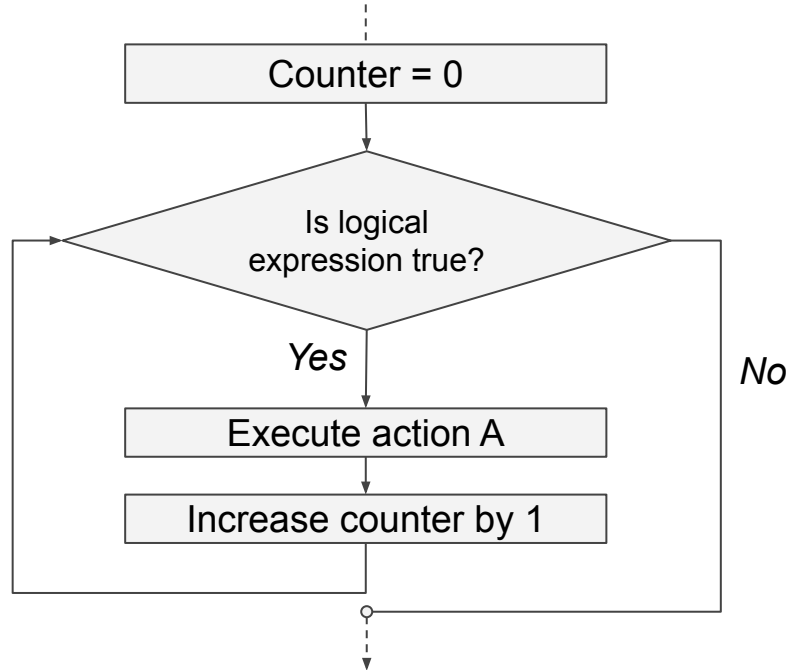 Counter = 0
Is logical
expression true?
Yes
No
Execute action A
Increase counter by 1